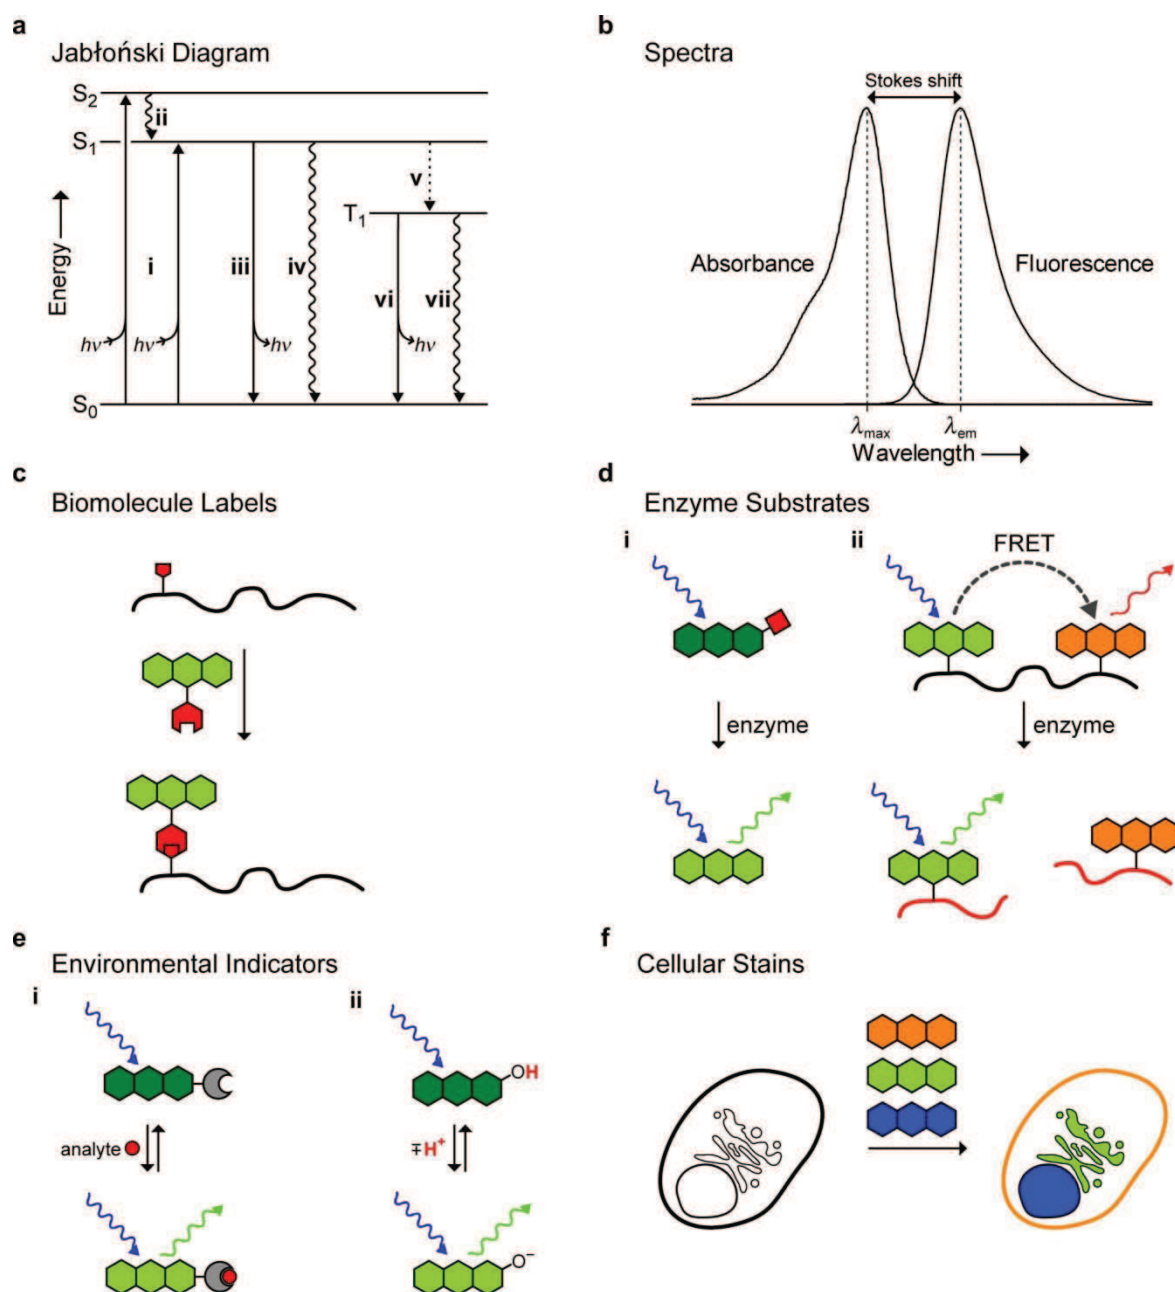 a
Jabłoński Diagram
S2
ii
S1
v
T1
Energy
i
iii
iv
vi
vii
hν
hν
hν
hν
S0
b
Spectra
Stokes shift
Absorbance
Fluorescence
λmax
λem
Wavelength
c
Biomolecule Labels
d
Enzyme Substrates
i
ii
FRET
enzyme
enzyme
e
Environmental Indicators
i
ii
OH
analyte
∓H+
O−
f
Cellular Stains